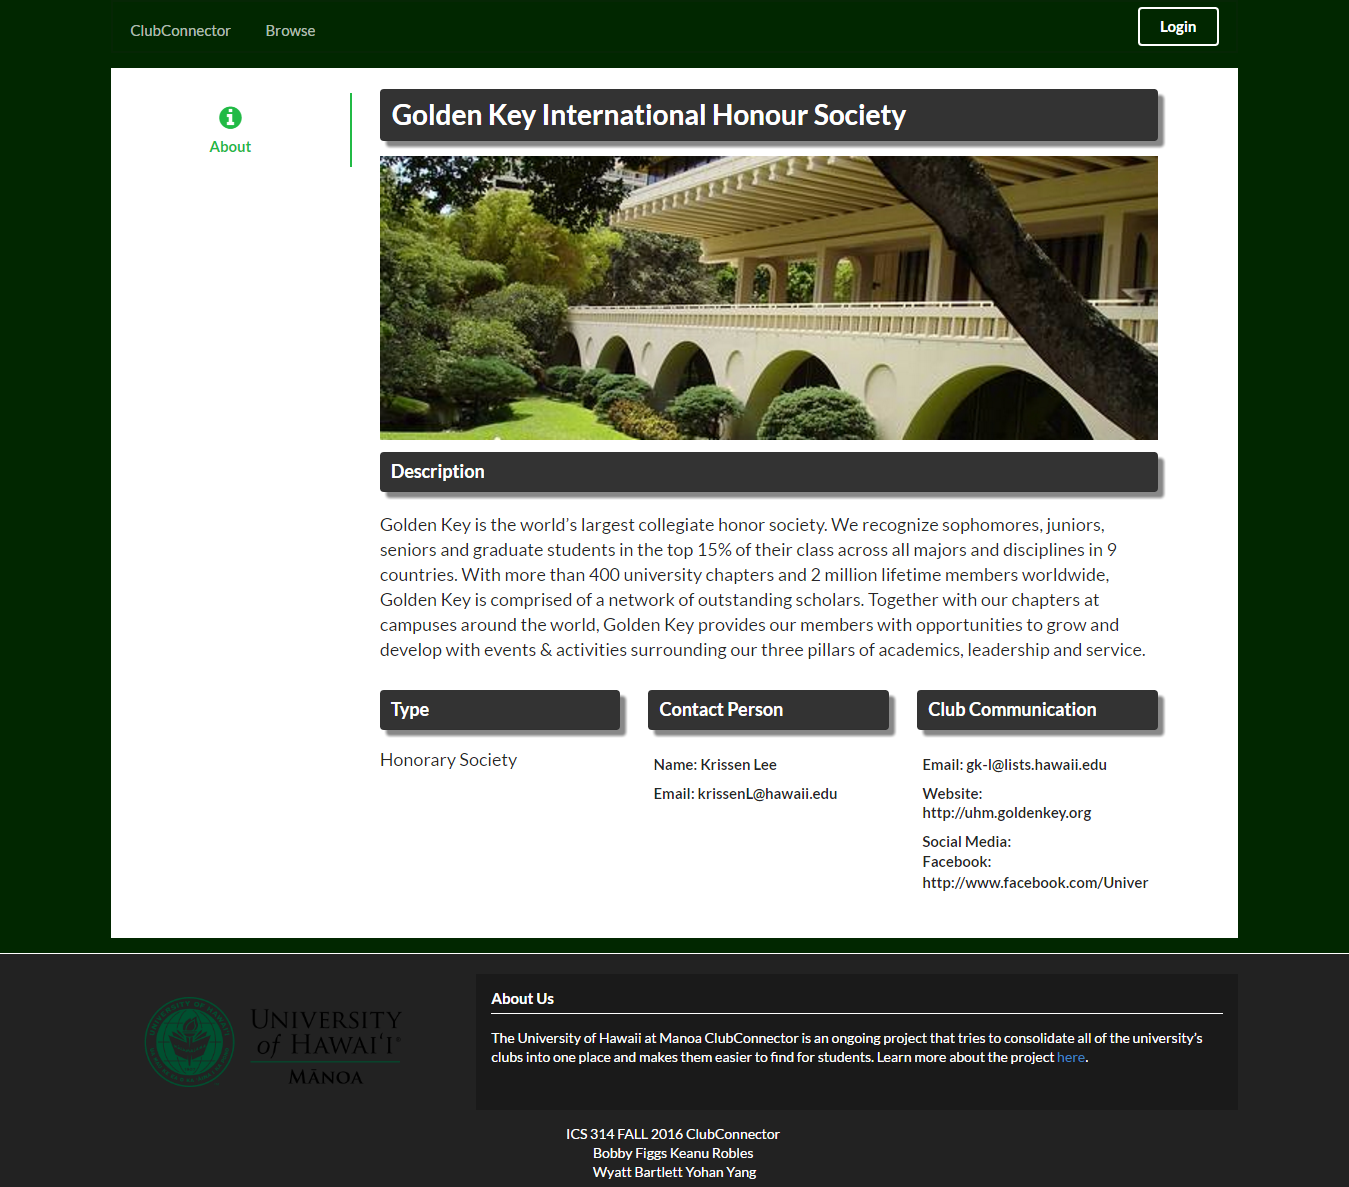 ClubConnector
Browse
Login
About
Golden Key International Honour Society
Description
Golden Key is the world’s largest collegiate honor society. We recognize sophomores, juniors,
seniors and graduate students in the top 15% of their class across all majors and disciplines in 9
countries. With more than 400 university chapters and 2 million lifetime members worldwide,
Golden Key is comprised of a network of outstanding scholars. Together with our chapters at
campuses around the world, Golden Key provides our members with opportunities to grow and
develop with events & activities surrounding our three pillars of academics, leadership and service.
Type
Honorary Society
Contact Person
Name: Krissen Lee
Email: krissenL@hawaii.edu
Club Communication
Email: gk-l@lists.hawaii.edu
Website:
http://uhm.goldenkey.org
Social Media:
Facebook:
http://www.facebook.com/Univer
UNIVERSITY
of HAWAI‘I®
MĀNOA
About Us
The University of Hawaii at Manoa ClubConnector is an ongoing project that tries to consolidate all of the university’s
clubs into one place and makes them easier to find for students. Learn more about the project here.
ICS 314 FALL 2016 ClubConnector
Bobby Figgs Keanu Robles
Wyatt Bartlett Yohan Yang